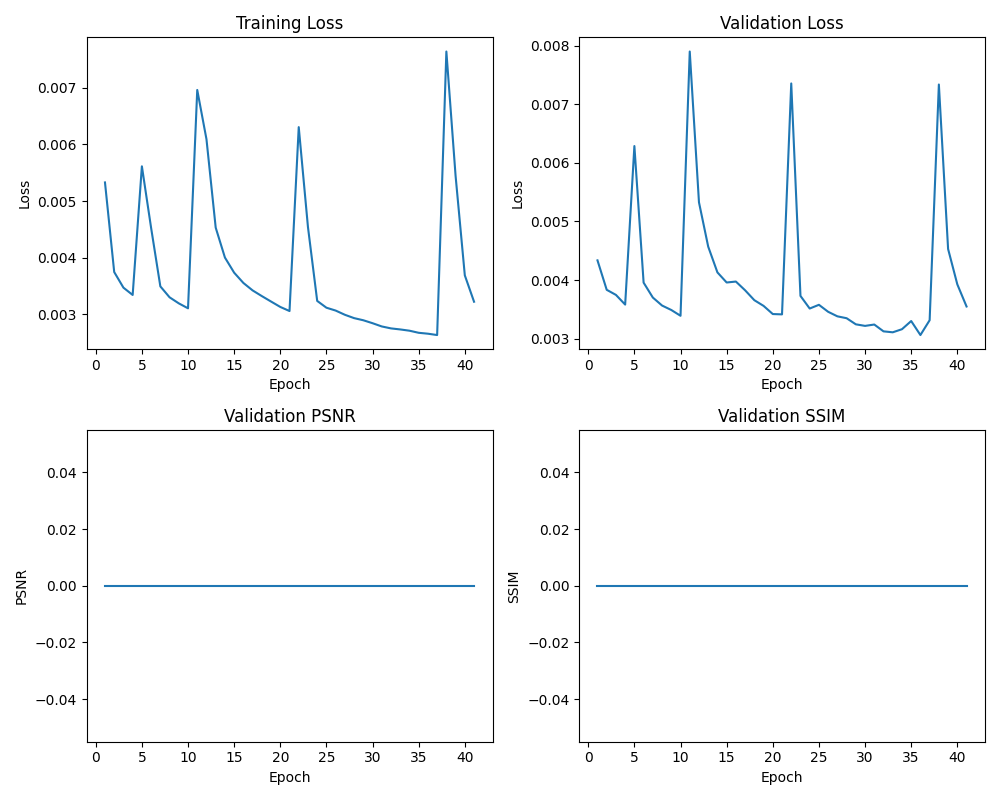 Training Loss
0.007
0.006
0.005
0.004
0.003
Loss
0 5 10 15 20 25 30 35 40
Epoch
Validation Loss
0.008
0.007
0.006
0.005
0.004
0.003
Loss
0 5 10 15 20 25 30 35 40
Epoch
Validation PSNR
0.04
0.02
0.00
−0.02
−0.04
PSNR
0 5 10 15 20 25 30 35 40
Epoch
Validation SSIM
0.04
0.02
0.00
−0.02
−0.04
SSIM
0 5 10 15 20 25 30 35 40
Epoch